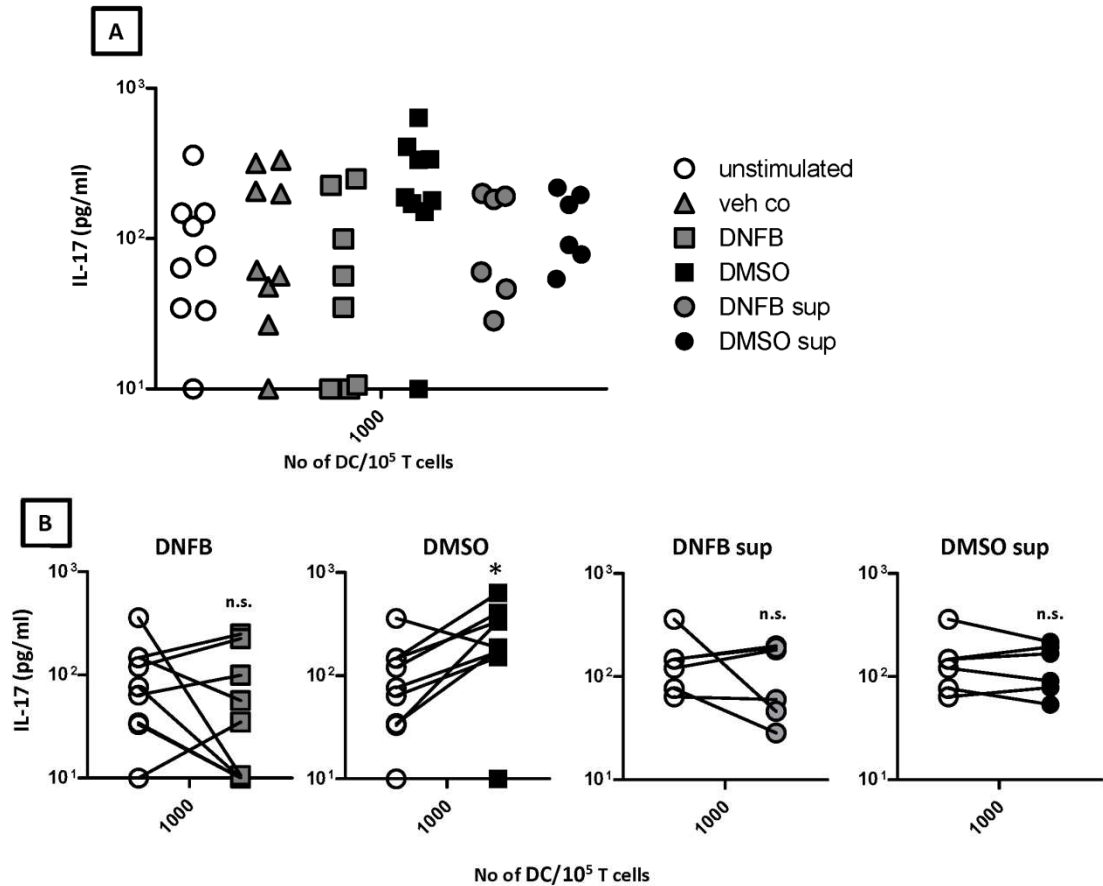 A
10³
10²
10¹
IL-17 (pg/ml)
1000
No of DC/10⁵ T cells
unstimulated
veh co
DNFB
DMSO
DNFB sup
DMSO sup
B
DNFB
DMSO
DNFB sup
DMSO sup
IL-17 (pg/ml)
10³
10²
10¹
n.s.
1000
10³
10²
10¹
*
1000
10³
10²
10¹
n.s.
1000
10³
10²
10¹
n.s.
1000
No of DC/10⁵ T cells